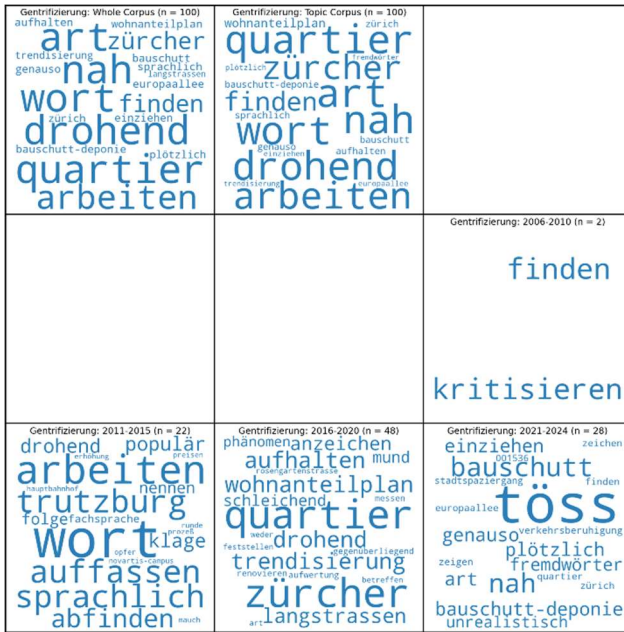 Gentrifizierung: Whole Corpus (n = 100)
aufhalten wohnanteilplan
art zürcher
trendisierung bauschutt
genauso nah sprachlich
langstrassen
europaallee
wort finden
zürich einziehen
drohend
bauschutt-deponie plötzlich
quartier
arbeiten
Gentrifizierung: Topic Corpus (n = 100)
wohnanteilplan zürich
quartier
fremdwörter
zürcher
plötzlich
bauschutt-deponie
finden art
sprachlich
wort nah
bauschutt
genauso aufhalten
einziehen
drohend
trendisierung europaallee
arbeiten
Gentrifizierung: 2006-2010 (n = 2)
finden
kritisieren
Gentrifizierung: 2011-2015 (n = 22)
drohend populär
erhöhung preisen
arbeiten
hauptbahnhof nennen
trutzburg
folge fachsprache
runde
wort prozeß
klage
opfer
novartis-campus
auffassen
sprachlich
abfinden mauch
Gentrifizierung: 2016-2020 (n = 48)
phänomen anzeichen
aufhalten mund
rosengartenstrasse
wohnanteilplan
schleichend messen
quartier
weder drohend
feststellen gegenüberliegend
trendisierung
renovieren aufwertung
betreffen
zürcher
art langstrassen
Gentrifizierung: 2021-2024 (n = 28)
einziehen zeichen
001536
bauschutt
stadtspaziergang finden
europaallee töss
genauso verkehrsberuhigung
plötzlich
zeigen fremdwörter
art nah quartier
zürich
bauschutt-deponie
unrealistisch